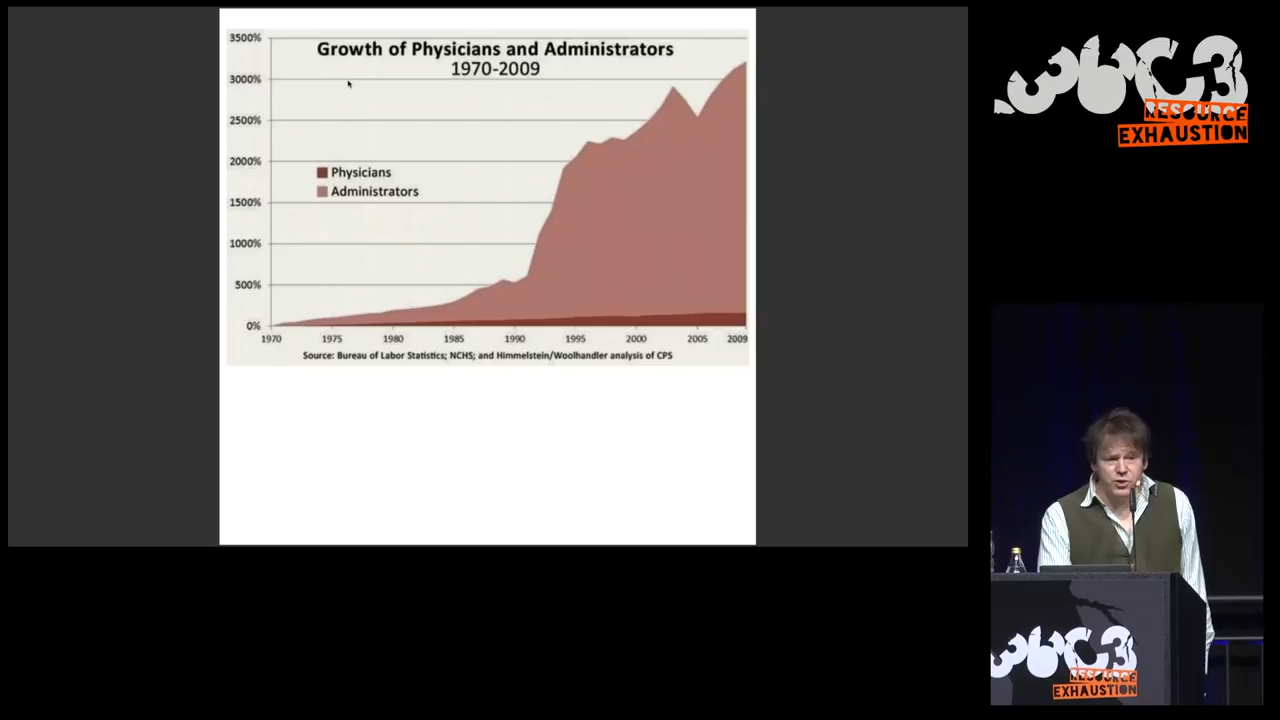 3500%
Growth of Physicians and Administrators
1970-2009
3000%
2500%
2000%
Physicians
Administrators
1500%
1000%
500%
0%
1970 1975 1980 1985 1990 1995 2000 2005 2009
Source: Bureau of Labor Statistics; NCHS; and Himmelstein/Woolhandler analysis of CPS
36C3
RESOURCE
EXHAUSTION
36C3
RESOURCE
EXHAUSTION